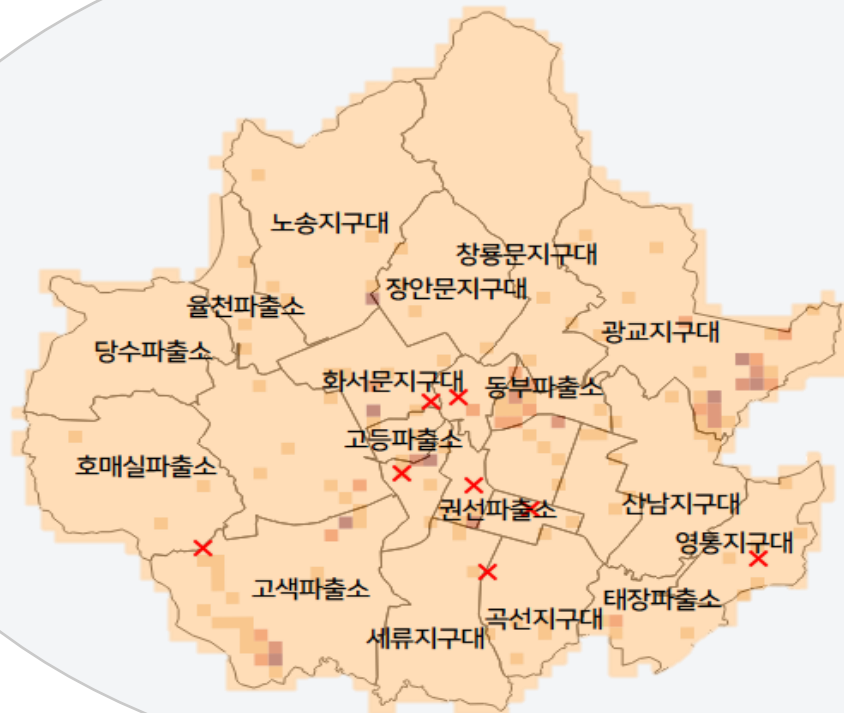 노송지구대
창룡문지구대
장안문지구대
율천파출소
광교지구대
당수파출소
화서문지구대
동부파출소
고등파출소
호매실파출소
산남지구대
권선파출소
영통지구대
고색파출소
태장파출소
곡선지구대
세류지구대